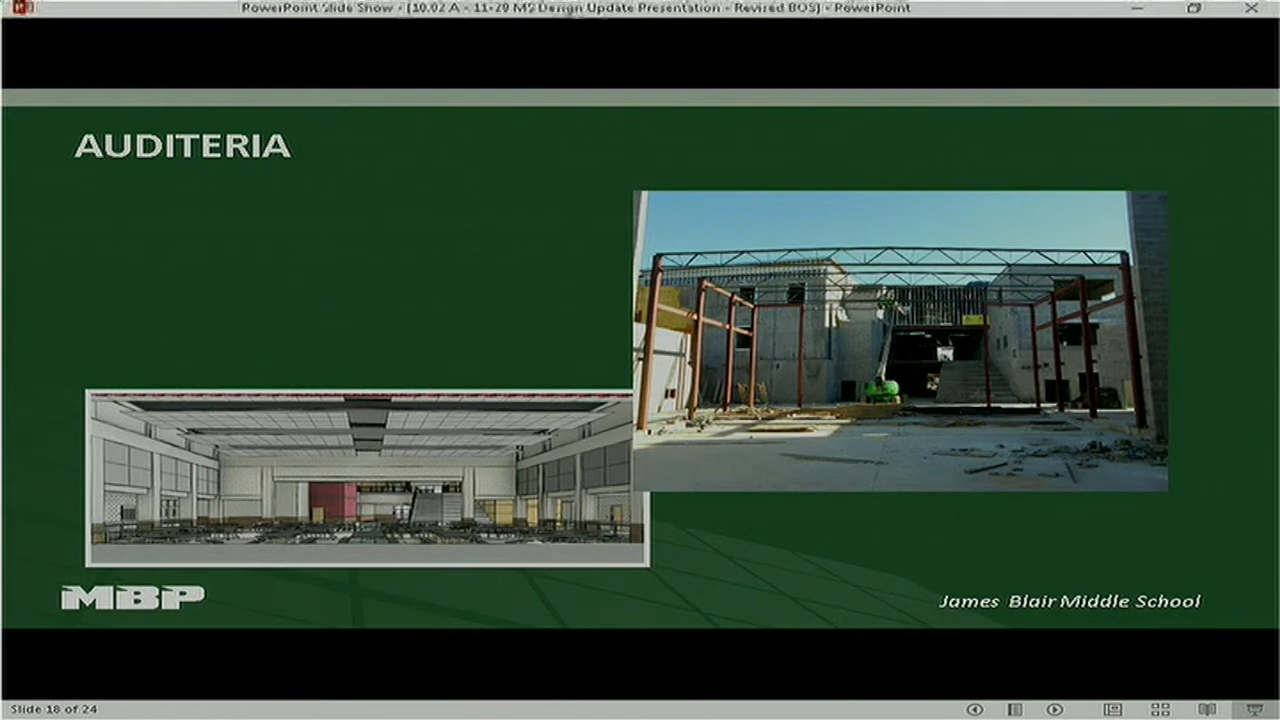 PowerPoint Slide Show - [10.02 A - 11-29 MS Design Update Presentation - Revised BOS] - PowerPoint
AUDITERIA
MBP
James Blair Middle School
Slide 18 of 24